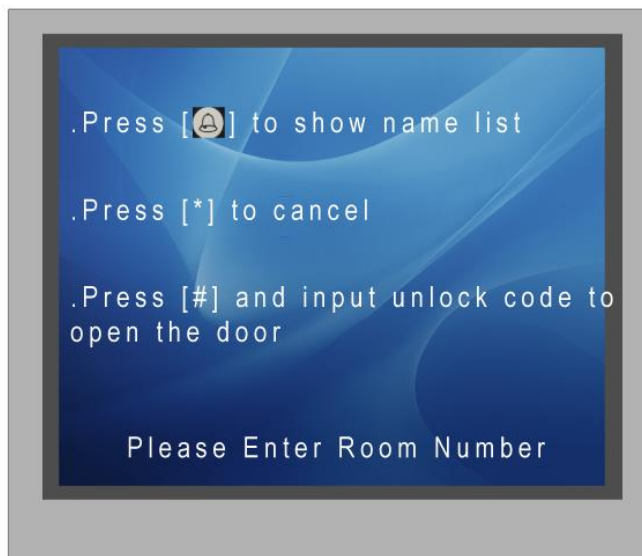 .Press [🔔] to show name list
.Press [*] to cancel
.Press [#] and input unlock code to
open the door
Please Enter Room Number